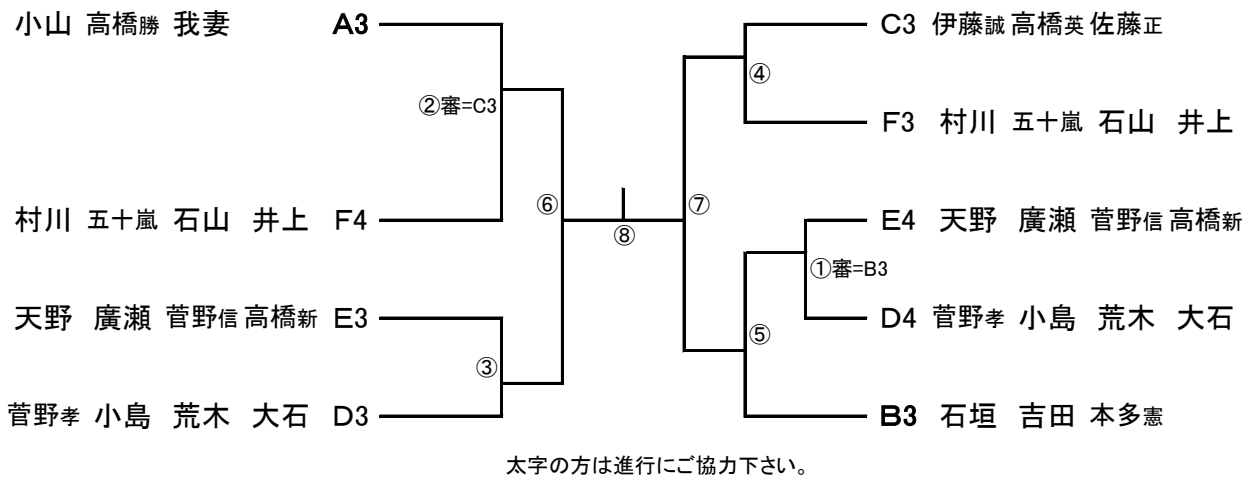 小山 高橋勝 我妻 A3
C3 伊藤誠 高橋英 佐藤正
④
②審=C3
F3 村川 五十嵐 石山 井上
村川 五十嵐 石山 井上 F4
⑥
⑦
⑧
E4 天野 廣瀬 菅野信 高橋新
①審=B3
天野 廣瀬 菅野信 高橋新 E3
D4 菅野孝 小島 荒木 大石
③
⑤
菅野孝 小島 荒木 大石 D3
B3 石垣 吉田 本多憲
太字の方は進行にご協力下さい。